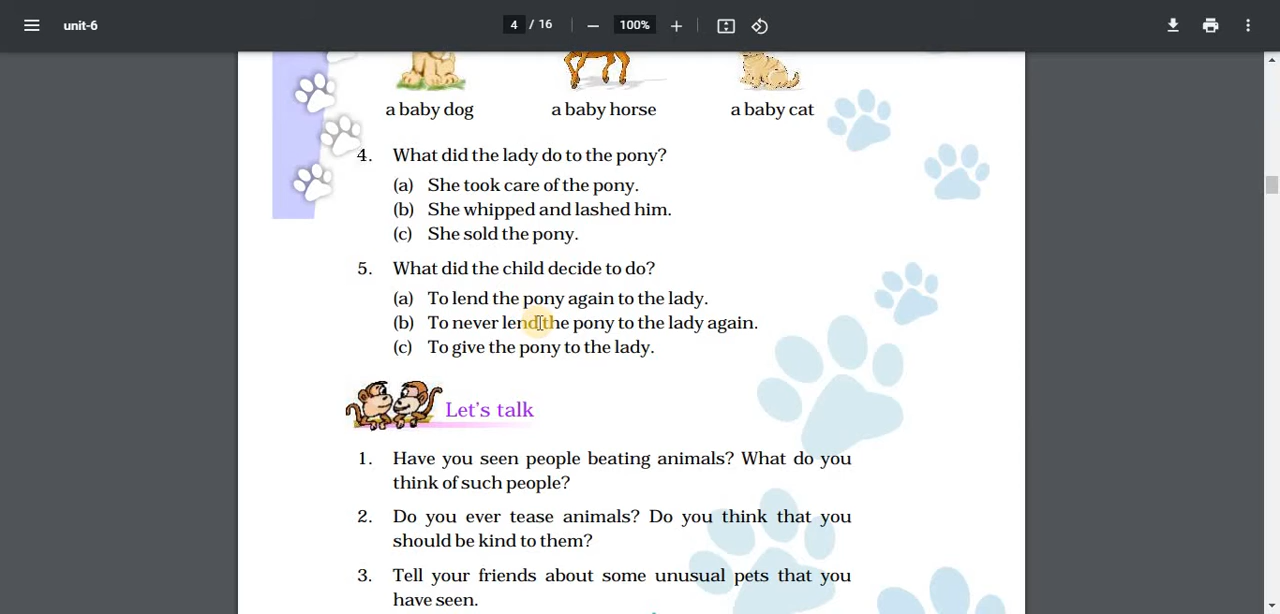 unit-6
4 / 16
100%
a baby dog a baby horse a baby cat
4. What did the lady do to the pony?
(a) She took care of the pony.
(b) She whipped and lashed him.
(c) She sold the pony.
5. What did the child decide to do?
(a) To lend the pony again to the lady.
(b) To never lend the pony to the lady again.
(c) To give the pony to the lady.
Let's talk
1. Have you seen people beating animals? What do you
think of such people?
2. Do you ever tease animals? Do you think that you
should be kind to them?
3. Tell your friends about some unusual pets that you
have seen.